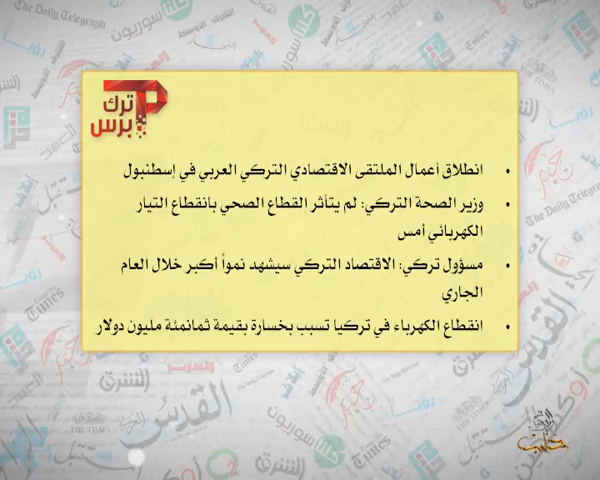 ترك
برس
• انطلاق أعمال الملتقى الاقتصادي التركي العربي في إسطنبول
• وزير الصحة التركي: لم يتأثر القطاع الصحي بانقطاع التيار
الكهربائي أمس
• مسؤول تركي: الاقتصاد التركي سيشهد نمواً أكبر خلال العام
الجاري
• انقطاع الكهرباء في تركيا تسبب بخسارة بقيمة ثمانمئة مليون دولار